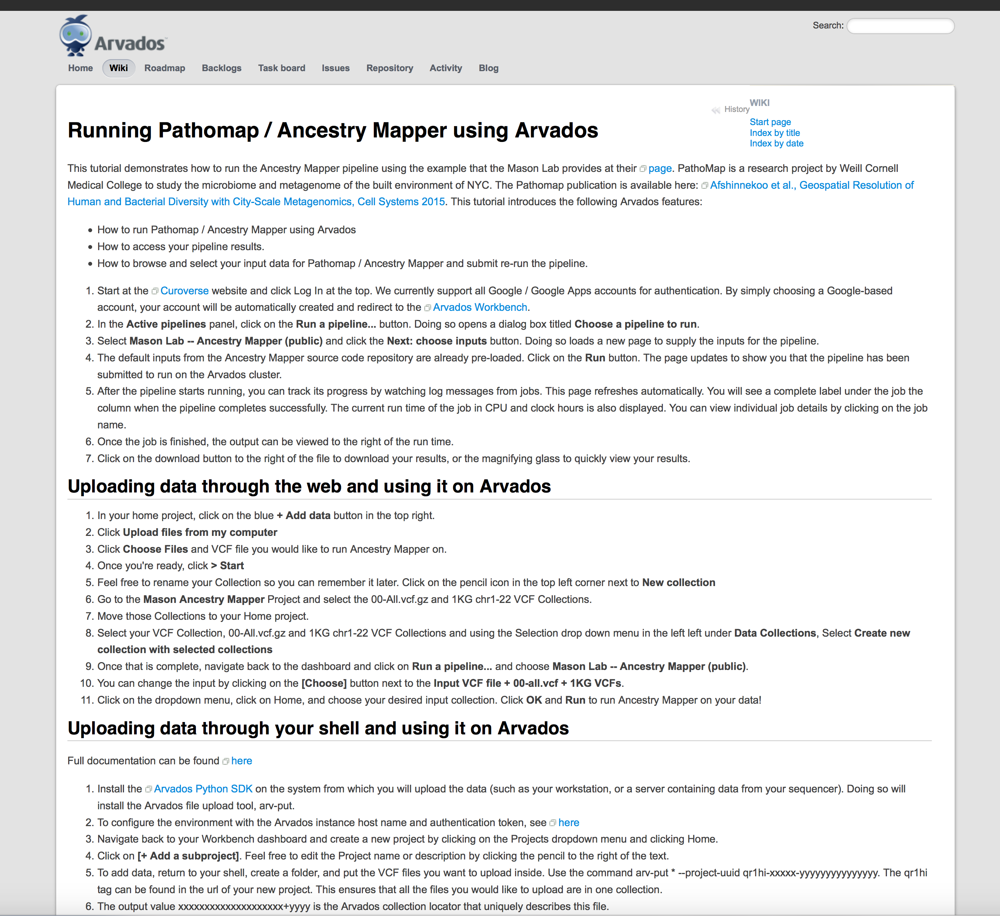 Arvados
Search:
Home Wiki Roadmap Backlogs Task board Issues Repository Activity Blog
History
WIKI
Start page
Index by title
Index by date
Running Pathomap / Ancestry Mapper using Arvados
This tutorial demonstrates how to run the Ancestry Mapper pipeline using the example that the Mason Lab provides at their page. PathoMap is a research project by Weill Cornell
Medical College to study the microbiome and metagenome of the built environment of NYC. The Pathomap publication is available here: Afshinnekoo et al., Geospatial Resolution of
Human and Bacterial Diversity with City-Scale Metagenomics, Cell Systems 2015. This tutorial introduces the following Arvados features:
• How to run Pathomap / Ancestry Mapper using Arvados
• How to access your pipeline results.
• How to browse and select your input data for Pathomap / Ancestry Mapper and submit re-run the pipeline.
1. Start at the Curoverse website and click Log In at the top. We currently support all Google / Google Apps accounts for authentication. By simply choosing a Google-based
account, your account will be automatically created and redirect to the Arvados Workbench.
2. In the Active pipelines panel, click on the Run a pipeline... button. Doing so opens a dialog box titled Choose a pipeline to run.
3. Select Mason Lab -- Ancestry Mapper (public) and click the Next: choose inputs button. Doing so loads a new page to supply the inputs for the pipeline.
4. The default inputs from the Ancestry Mapper source code repository are already pre-loaded. Click on the Run button. The page updates to show you that the pipeline has been
submitted to run on the Arvados cluster.
5. After the pipeline starts running, you can track its progress by watching log messages from jobs. This page refreshes automatically. You will see a complete label under the job the
column when the pipeline completes successfully. The current run time of the job in CPU and clock hours is also displayed. You can view individual job details by clicking on the job
name.
6. Once the job is finished, the output can be viewed to the right of the run time.
7. Click on the download button to the right of the file to download your results, or the magnifying glass to quickly view your results.
Uploading data through the web and using it on Arvados
1. In your home project, click on the blue + Add data button in the top right.
2. Click Upload files from my computer
3. Click Choose Files and VCF file you would like to run Ancestry Mapper on.
4. Once you're ready, click > Start
5. Feel free to rename your Collection so you can remember it later. Click on the pencil icon in the top left corner next to New collection
6. Go to the Mason Ancestry Mapper Project and select the 00-All.vcf.gz and 1KG chr1-22 VCF Collections.
7. Move those Collections to your Home project.
8. Select your VCF Collection, 00-All.vcf.gz and 1KG chr1-22 VCF Collections and using the Selection drop down menu in the left left under Data Collections, Select Create new
collection with selected collections
9. Once that is complete, navigate back to the dashboard and click on Run a pipeline... and choose Mason Lab -- Ancestry Mapper (public).
10. You can change the input by clicking on the [Choose] button next to the Input VCF file + 00-all.vcf + 1KG VCFs.
11. Click on the dropdown menu, click on Home, and choose your desired input collection. Click OK and Run to run Ancestry Mapper on your data!
Uploading data through your shell and using it on Arvados
Full documentation can be found here
1. Install the Arvados Python SDK on the system from which you will upload the data (such as your workstation, or a server containing data from your sequencer). Doing so will
install the Arvados file upload tool, arv-put.
2. To configure the environment with the Arvados instance host name and authentication token, see here
3. Navigate back to your Workbench dashboard and create a new project by clicking on the Projects dropdown menu and clicking Home.
4. Click on [+ Add a subproject]. Feel free to edit the Project name or description by clicking the pencil to the right of the text.
5. To add data, return to your shell, create a folder, and put the VCF files you want to upload inside. Use the command arv-put * --project-uuid qr1hi-xxxxx-yyyyyyyyyyyyyyy. The qr1hi
tag can be found in the url of your new project. This ensures that all the files you would like to upload are in one collection.
6. The output value xxxxxxxxxxxxxxxxxxxx+yyyy is the Arvados collection locator that uniquely describes this file.